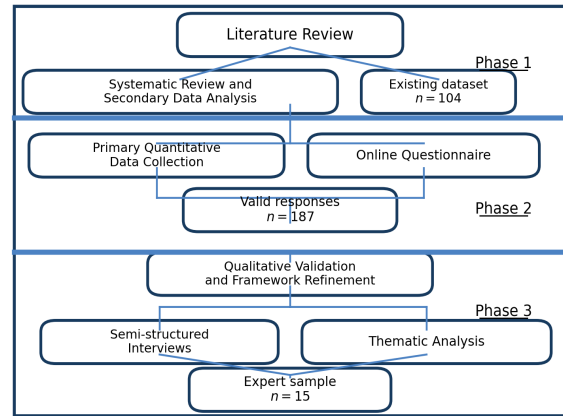 Literature Review
Phase 1
Systematic Review and
Secondary Data Analysis
Existing dataset
n = 104
Primary Quantitative
Data Collection
Online Questionnaire
Valid responses
n = 187
Phase 2
Qualitative Validation
and Framework Refinement
Phase 3
Semi-structured
Interviews
Thematic Analysis
Expert sample
n = 15